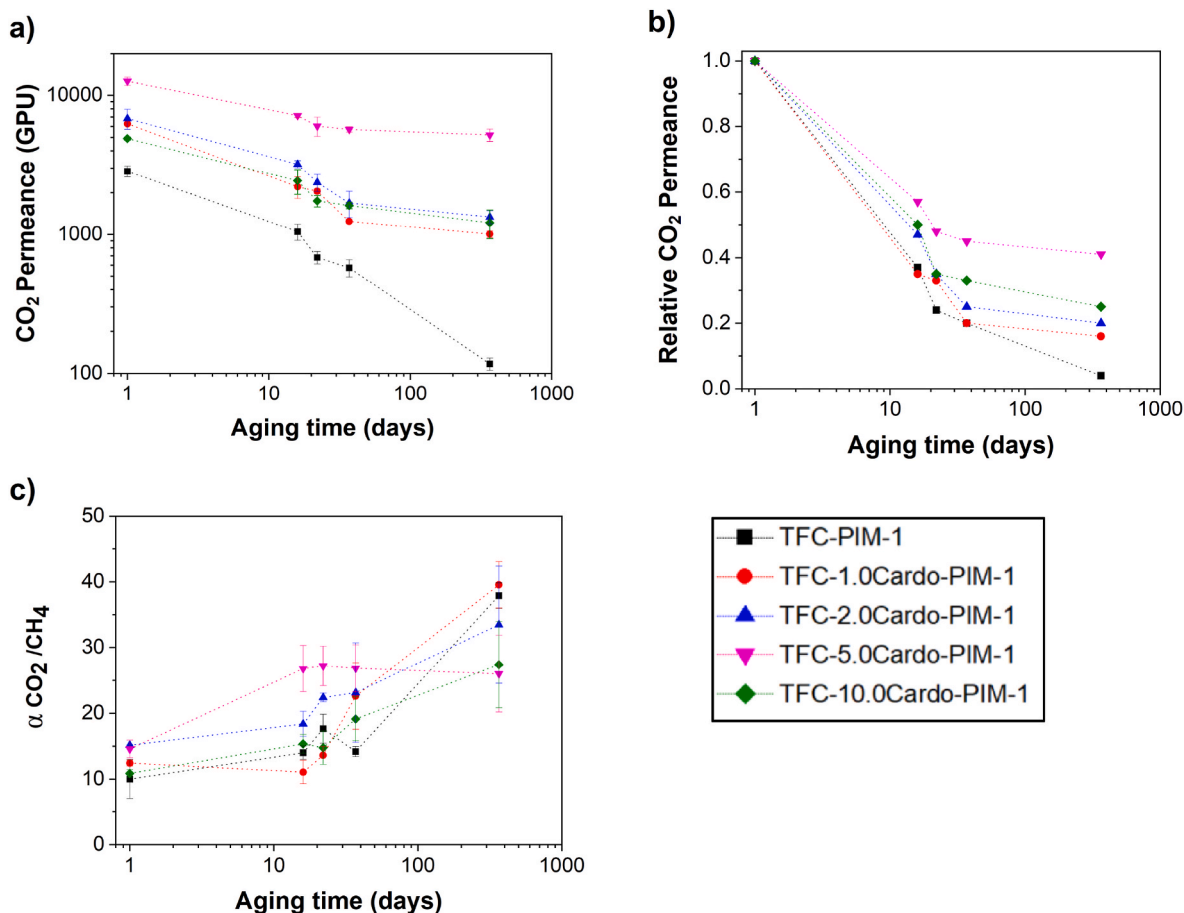 a)
10000
1000
100
CO2 Permeance (GPU)
1 10 100 1000
Aging time (days)
b)
1.0
0.8
0.6
0.4
0.2
0.0
Relative CO2 Permeance
1 10 100 1000
Aging time (days)
c)
50
40
30
20
10
0
α CO2 /CH4
1 10 100 1000
Aging time (days)
TFC-PIM-1
TFC-1.0Cardo-PIM-1
TFC-2.0Cardo-PIM-1
TFC-5.0Cardo-PIM-1
TFC-10.0Cardo-PIM-1